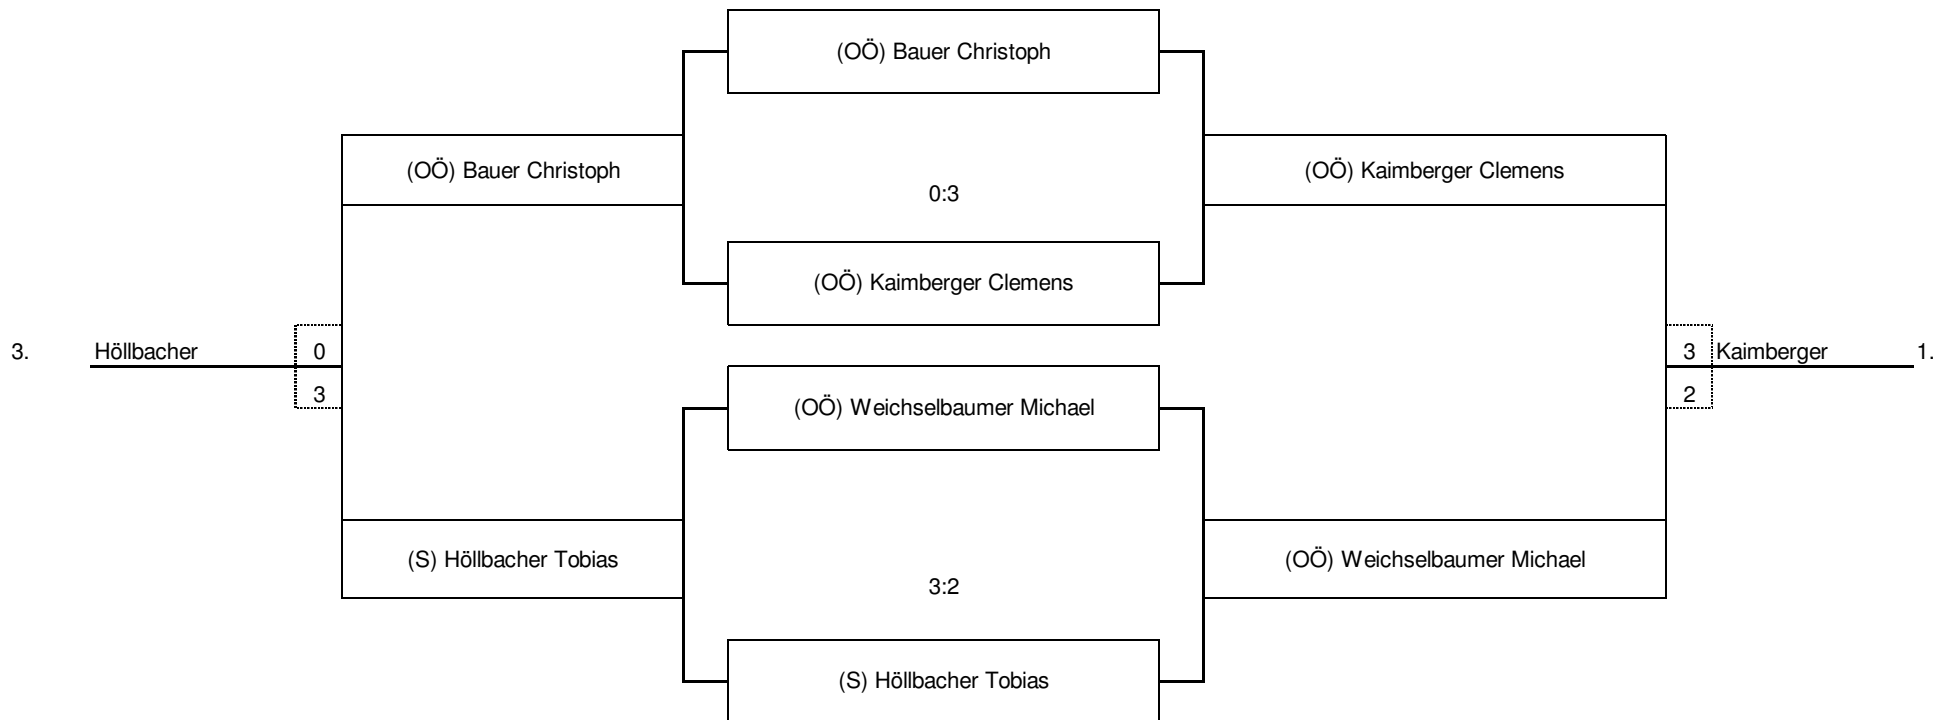 (OÖ) Bauer Christoph
(OÖ) Bauer Christoph
(OÖ) Kaimberger Clemens
0:3
(OÖ) Kaimberger Clemens
3. Höllbacher 0
3 Kaimberger 1.
3
2
(OÖ) Weichselbaumer Michael
(S) Höllbacher Tobias
(OÖ) Weichselbaumer Michael
3:2
(S) Höllbacher Tobias